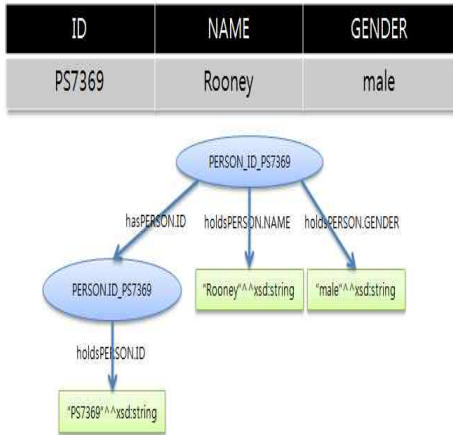 ID NAME GENDER
PS7369 Rooney male
PERSON_ID_PS7369
hasPERSON.ID holdsPERSON.NAME holdsPERSON.GENDER
PERSON.ID_PS7369 "Rooney"^^xsd:string "male"^^xsd:string
holdsPERSON.ID
"PS7369"^^xsd:string